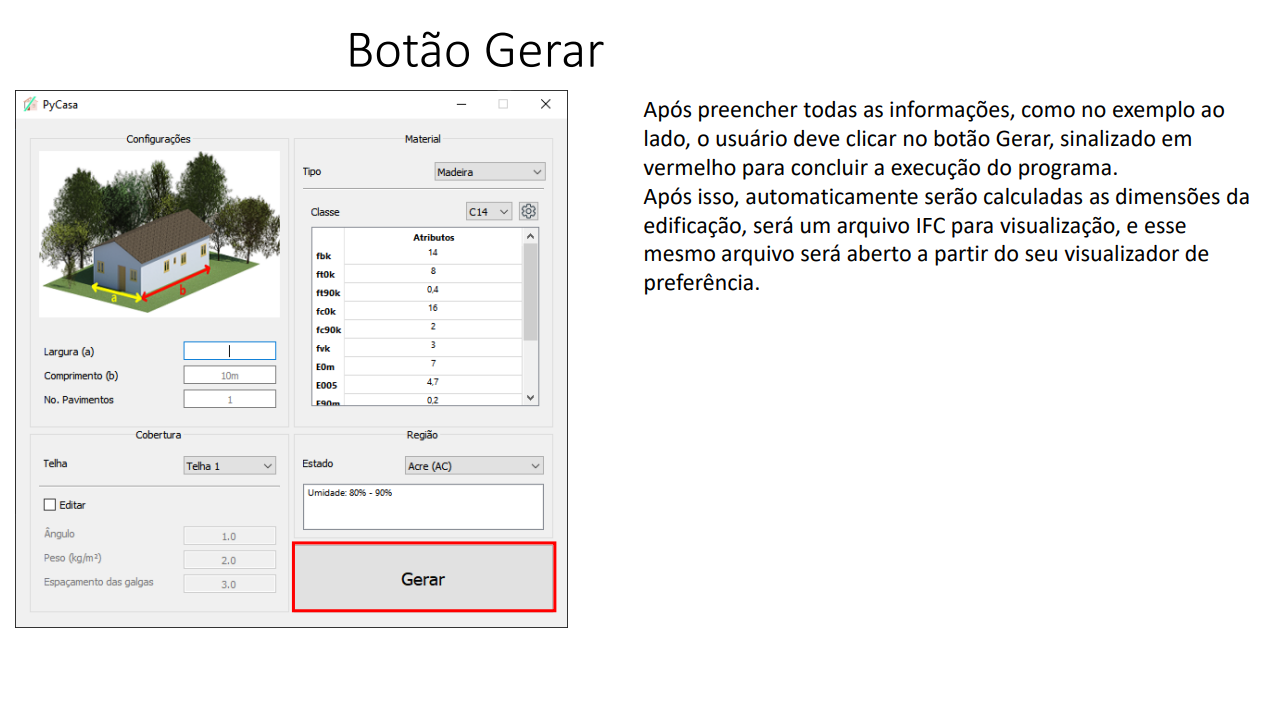 Botão Gerar
PyCasa
Configurações
a
b
Largura (a)
Comprimento (b) 10m
No. Pavimentos 1
Cobertura
Telha Telha 1
Editar
Ângulo 1.0
Peso (kg/m²) 2.0
Espaçamento das galgas 3.0
Material
Tipo Madeira
Classe C14
Atributos
fbk 14
ft0k 8
ft90k 0,4
fc0k 16
fc90k 2
fvk 3
E0m 7
E005 4,7
E90m 0,2
Região
Estado Acre (AC)
Umidade: 80% - 90%
Gerar
Após preencher todas as informações, como no exemplo ao
lado, o usuário deve clicar no botão Gerar, sinalizado em
vermelho para concluir a execução do programa.
Após isso, automaticamente serão calculadas as dimensões da
edificação, será um arquivo IFC para visualização, e esse
mesmo arquivo será aberto a partir do seu visualizador de
preferência.